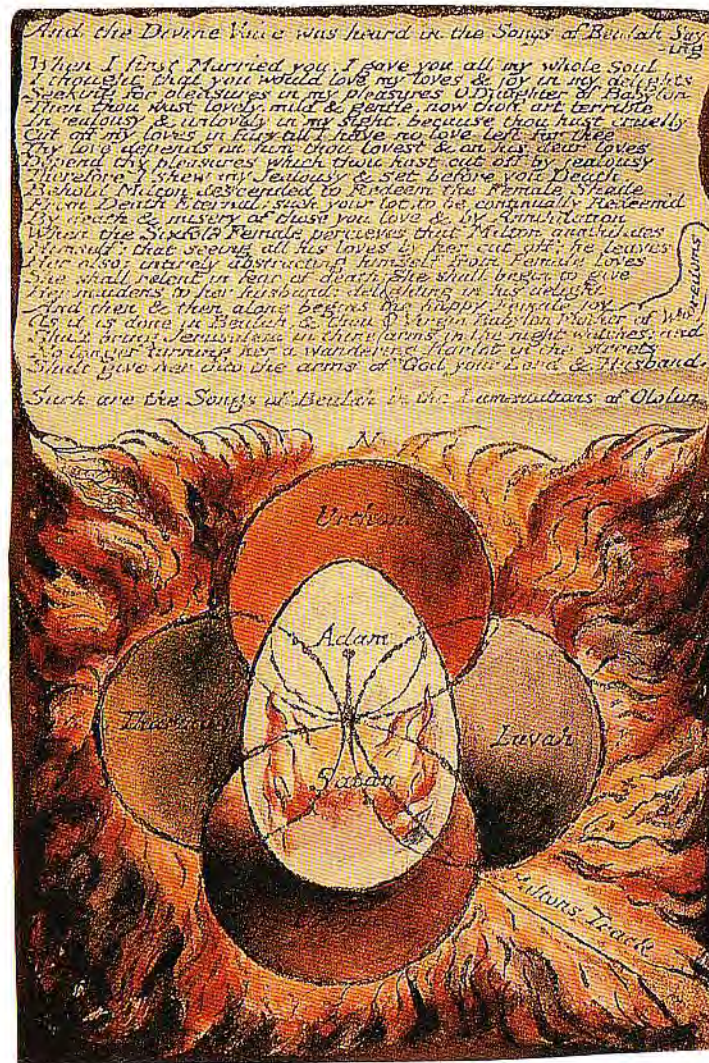 And the Divine Voice was heard in the Songs of Beulah Say
-ing
When I first Married you, I gave you all my whole Soul
I thought that you would love my loves & joy in my delights
Seeking for pleasures in my pleasures O Daughter of Babylon
Then thou wast lovely, mild & gentle, now thou art terrible
In jealousy & unlovely in my sight, because thou hast cruelly
Cut off my loves in fury till I have no love left for thee
Thy love depends on him thou lovest & on his dear loves
Depend thy pleasures which thou hast cut off by jealousy
Therefore I shew my Jealousy & set before you Death
Behold Milton descended to Redeem the Female Shade
From Death Eternal; such your lot, to be continually Redeem'd
By death & misery of those you love & by Annihilation
When the Sixfold Female percieves that Milton annihilates
Himself: that seeing all his loves by her cut off: he leaves
Her also: intirely abstracting himself from Female loves
She shall relent in fear of death: She shall begin to give
Her maidens to her husband: delighting in his delight
And then & then alone begins the happy Female joy
As it is done in Beulah, & thou O Virgin Babylon Mother of Whoredoms
Shalt bring Jerusalem in thine arms in the night watches; and
No longer turning her a wandering Harlot in the streets
Shalt give her into the arms of God your Lord & Husband.
Such are the Songs of Beulah in the Lamentations of Ololon
N
Urthona
Adam
Tharmas
Luvah
Satan
Miltons Track